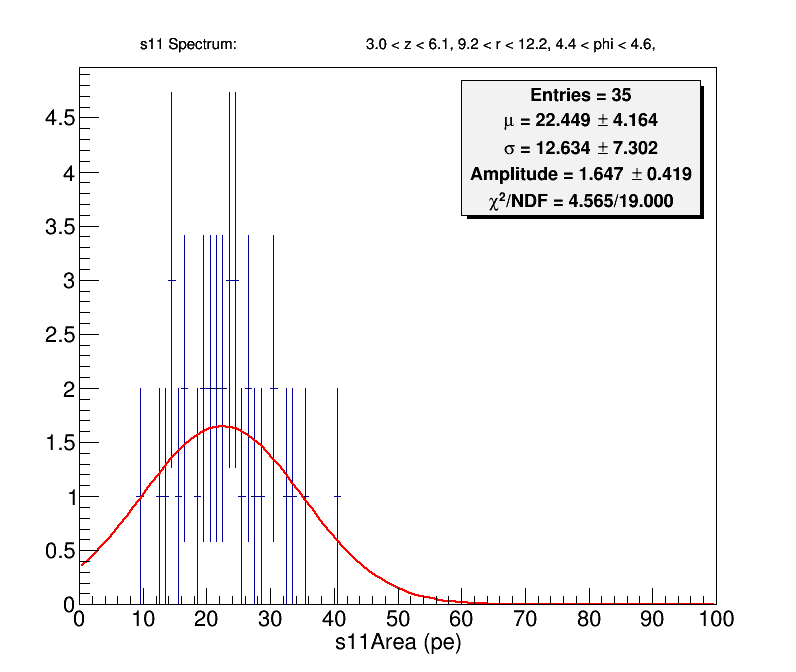 s11 Spectrum: 3.0 < z < 6.1, 9.2 < r < 12.2, 4.4 < phi < 4.6,
Entries = 35
μ = 22.449 ± 4.164
σ = 12.634 ± 7.302
Amplitude = 1.647 ± 0.419
χ²/NDF = 4.565/19.000
4.5
4
3.5
3
2.5
2
1.5
1
0.5
0
0 10 20 30 40 50 60 70 80 90 100
s11Area (pe)